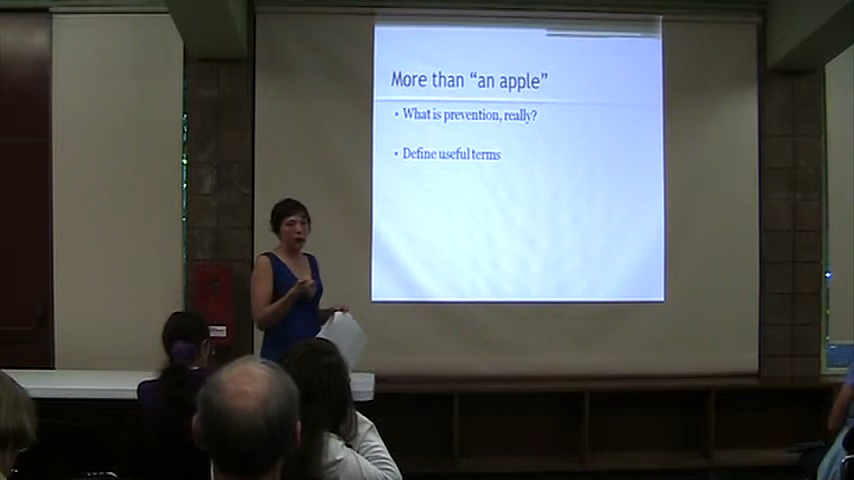 More than “an apple”
• What is prevention, really?
• Define useful terms